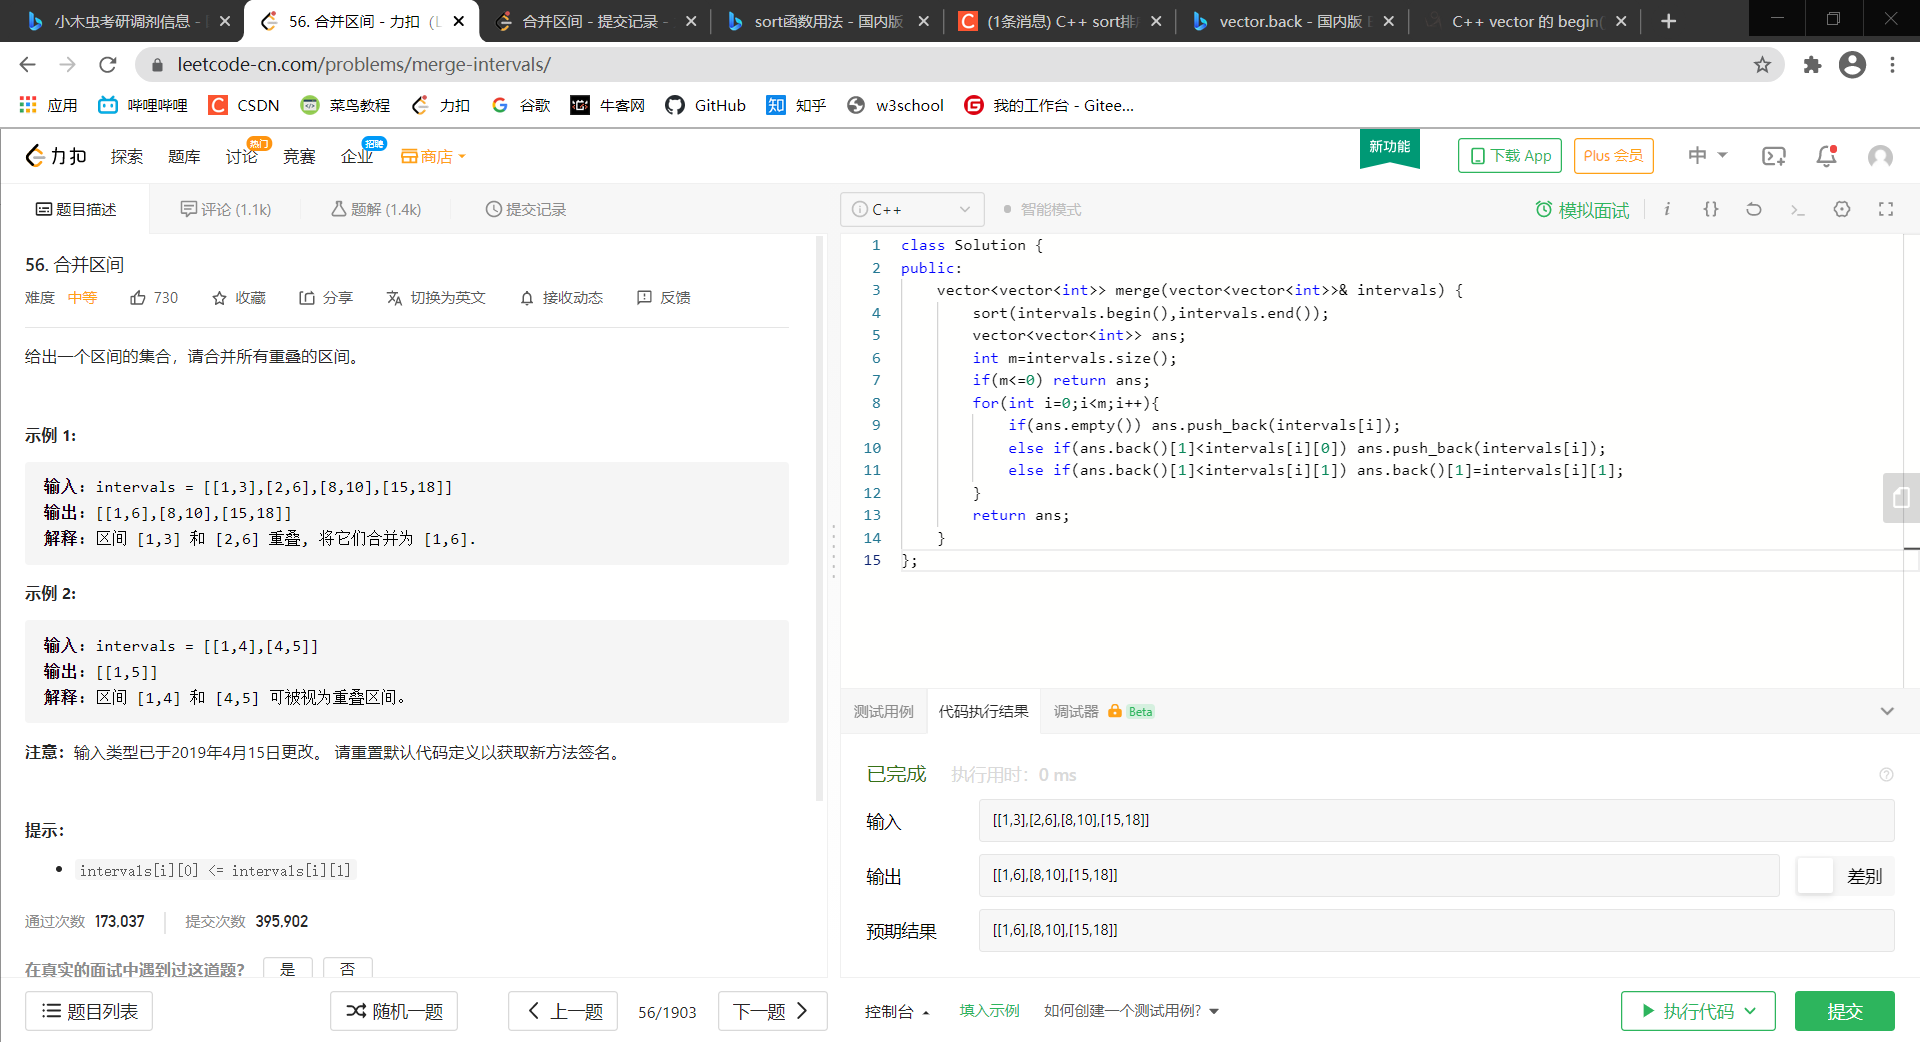 小木虫考研调剂信息 -
56. 合并区间 - 力扣 (L
合并区间 - 提交记录 -
sort函数用法 - 国内版
(1条消息) C++ sort排
vector.back - 国内版
C++ vector 的 begin(
leetcode-cn.com/problems/merge-intervals/
应用
哔哩哔哩
CSDN
菜鸟教程
力扣
谷歌
牛客网
GitHub
知乎
w3school
我的工作台 - Gitee...
力扣
探索
题库
讨论
热门
竞赛
企业
招聘
商店
新功能
下载 App
Plus 会员
中
题目描述
评论 (1.1k)
题解 (1.4k)
提交记录
C++
智能模式
模拟面试
56. 合并区间
难度 中等 730 收藏 分享 切换为英文 接收动态 反馈
给出一个区间的集合，请合并所有重叠的区间。
示例 1:
输入: intervals = [[1,3],[2,6],[8,10],[15,18]]
输出: [[1,6],[8,10],[15,18]]
解释: 区间 [1,3] 和 [2,6] 重叠, 将它们合并为 [1,6].
示例 2:
输入: intervals = [[1,4],[4,5]]
输出: [[1,5]]
解释: 区间 [1,4] 和 [4,5] 可被视为重叠区间。
注意：输入类型已于2019年4月15日更改。 请重置默认代码定义以获取新方法签名。
提示:
intervals[i][0] <= intervals[i][1]
通过次数 173,037 提交次数 395,902
在真实的面试中遇到过这道题? 是 否
题目列表
随机一题
上一题
56/1903
下一题
1 class Solution {
2 public:
3 vector<vector<int>> merge(vector<vector<int>>& intervals) {
4 sort(intervals.begin(),intervals.end());
5 vector<vector<int>> ans;
6 int m=intervals.size();
7 if(m<=0) return ans;
8 for(int i=0;i<m;i++){
9 if(ans.empty()) ans.push_back(intervals[i]);
10 else if(ans.back()[1]<intervals[i][0]) ans.push_back(intervals[i]);
11 else if(ans.back()[1]<intervals[i][1]) ans.back()[1]=intervals[i][1];
12 }
13 return ans;
14 }
15 };
测试用例
代码执行结果
调试器 Beta
已完成 执行用时: 0 ms
输入 [[1,3],[2,6],[8,10],[15,18]]
输出 [[1,6],[8,10],[15,18]] 差别
预期结果 [[1,6],[8,10],[15,18]]
控制台
填入示例
如何创建一个测试用例?
执行代码
提交